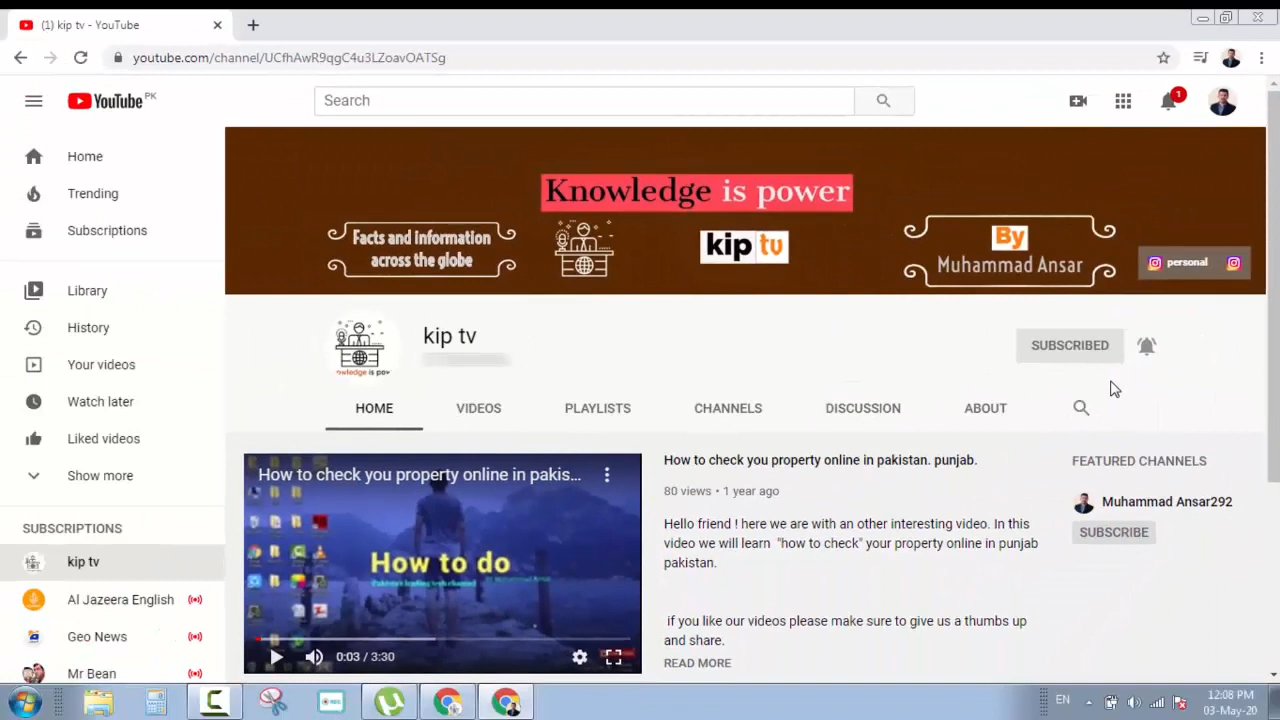 (1) kip tv - YouTube
youtube.com/channel/UCfhAwR9qgC4u3LZoavOATSg
YouTube PK
Search
1
Home
Trending
Subscriptions
Library
History
Your videos
Watch later
Liked videos
Show more
SUBSCRIPTIONS
kip tv
Al Jazeera English
Geo News
Mr Bean
Knowledge is power
Facts and information
across the globe
kip tv
By
Muhammad Ansar
personal
kip tv
SUBSCRIBED
HOME VIDEOS PLAYLISTS CHANNELS DISCUSSION ABOUT
How to check you property online in pakis...
How to do
Pakistan's leading tech channel
0:03 / 3:30
How to check you property online in pakistan. punjab.
80 views • 1 year ago
Hello friend ! here we are with an other interesting video. In this
video we will learn "how to check" your property online in punjab
pakistan.
if you like our videos please make sure to give us a thumbs up
and share.
READ MORE
FEATURED CHANNELS
Muhammad Ansar292
SUBSCRIBE
EN
12:08 PM
03-May-20